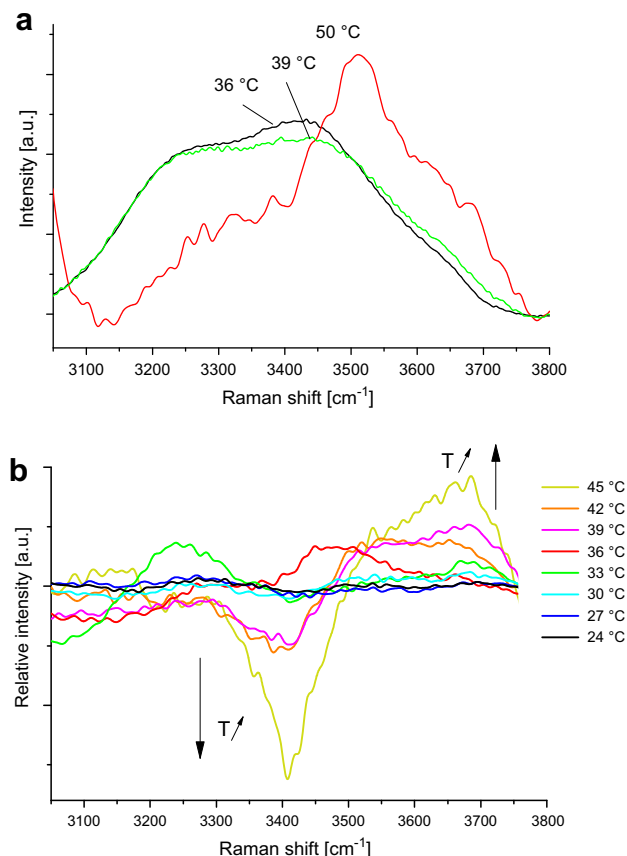 a
50 °C
39 °C
36 °C
Intensity [a.u.]
3100 3200 3300 3400 3500 3600 3700 3800
Raman shift [cm⁻¹]
b
T
45 °C
42 °C
39 °C
36 °C
33 °C
30 °C
27 °C
24 °C
Relative intensity [a.u.]
T
3100 3200 3300 3400 3500 3600 3700 3800
Raman shift [cm⁻¹]